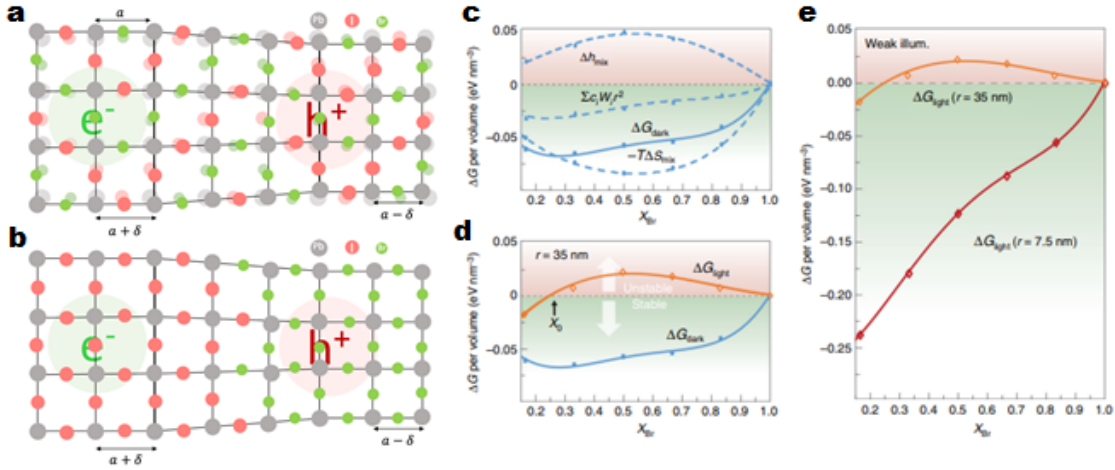 a
a
Pb
I
Br
e⁻
h⁺
a + δ
a − δ
b
Pb
I
Br
e⁻
h⁺
a + δ
a − δ
c
ΔG per volume (eV nm⁻³)
0.05
0
−0.05
Δh_mix
Σc_iW_ir²
ΔG_dark
−TΔS_mix
0.2 0.3 0.4 0.5 0.6 0.7 0.8 0.9 1.0
X_Br
d
ΔG per volume (eV nm⁻³)
0.05
0
−0.05
r = 35 nm
ΔG_light
Unstable
Stable
X₀
ΔG_dark
0.2 0.3 0.4 0.5 0.6 0.7 0.8 0.9 1.0
X_Br
e
ΔG per volume (eV nm⁻³)
0.05
0.00
−0.05
−0.10
−0.15
−0.20
−0.25
Weak illum.
ΔG_light (r = 35 nm)
ΔG_light (r = 7.5 nm)
0.2 0.3 0.4 0.5 0.6 0.7 0.8 0.9 1.0
X_Br